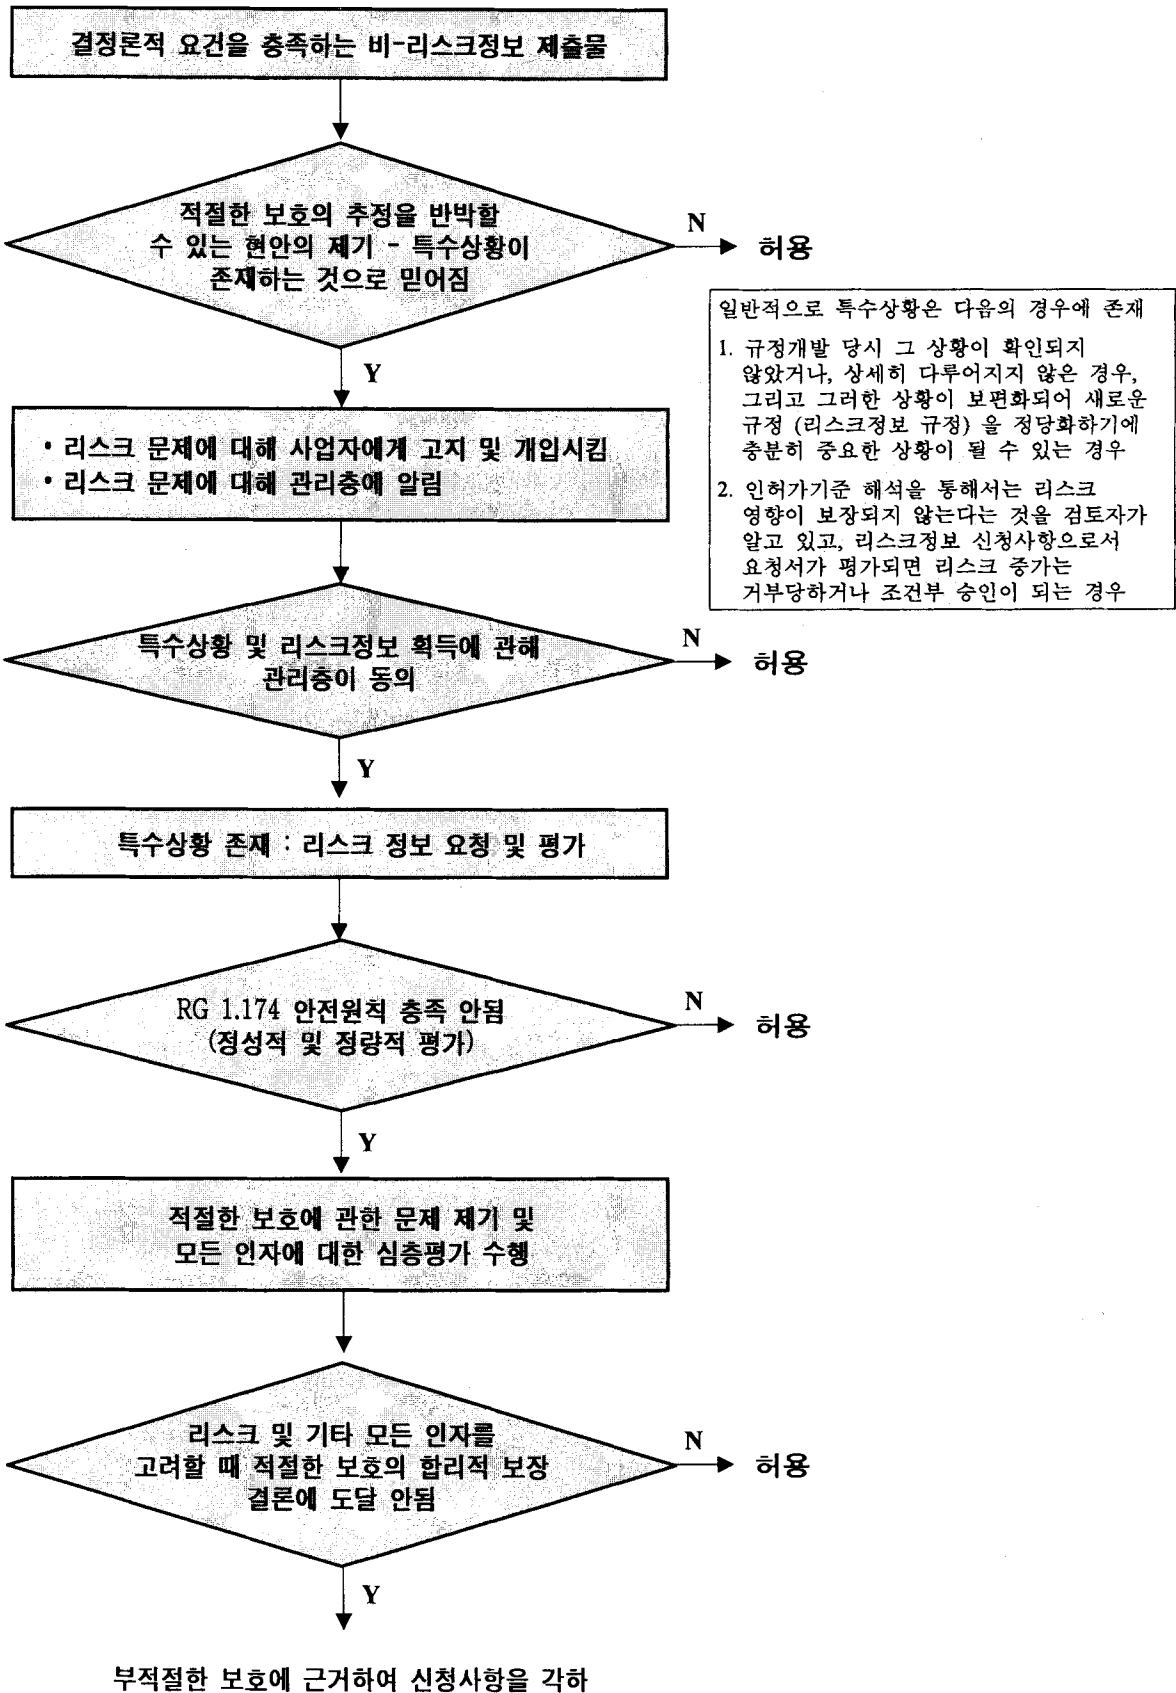 결정론적 요건을 충족하는 비-리스크정보 제출물
적절한 보호의 추정을 반박할
수 있는 현안의 제기 - 특수상황이
존재하는 것으로 믿어짐
N
허용
Y
일반적으로 특수상황은 다음의 경우에 존재
1. 규정개발 당시 그 상황이 확인되지
않았거나, 상세히 다루어지지 않은 경우,
그리고 그러한 상황이 보편화되어 새로운
규정 (리스크정보 규정) 을 정당화하기에
충분히 중요한 상황이 될 수 있는 경우
2. 인허가기준 해석을 통해서는 리스크
영향이 보장되지 않는다는 것을 검토자가
알고 있고, 리스크정보 신청사항으로서
요청서가 평가되면 리스크 증가는
거부당하거나 조건부 승인이 되는 경우
• 리스크 문제에 대해 사업자에게 고지 및 개입시킴
• 리스크 문제에 대해 관리층에 알림
특수상황 및 리스크정보 획득에 관해
관리층이 동의
N
허용
Y
특수상황 존재 : 리스크 정보 요청 및 평가
RG 1.174 안전원칙 충족 안됨
(정성적 및 정량적 평가)
N
허용
Y
적절한 보호에 관한 문제 제기 및
모든 인자에 대한 심층평가 수행
리스크 및 기타 모든 인자를
고려할 때 적절한 보호의 합리적 보장
결론에 도달 안됨
N
허용
Y
부적절한 보호에 근거하여 신청사항을 각하